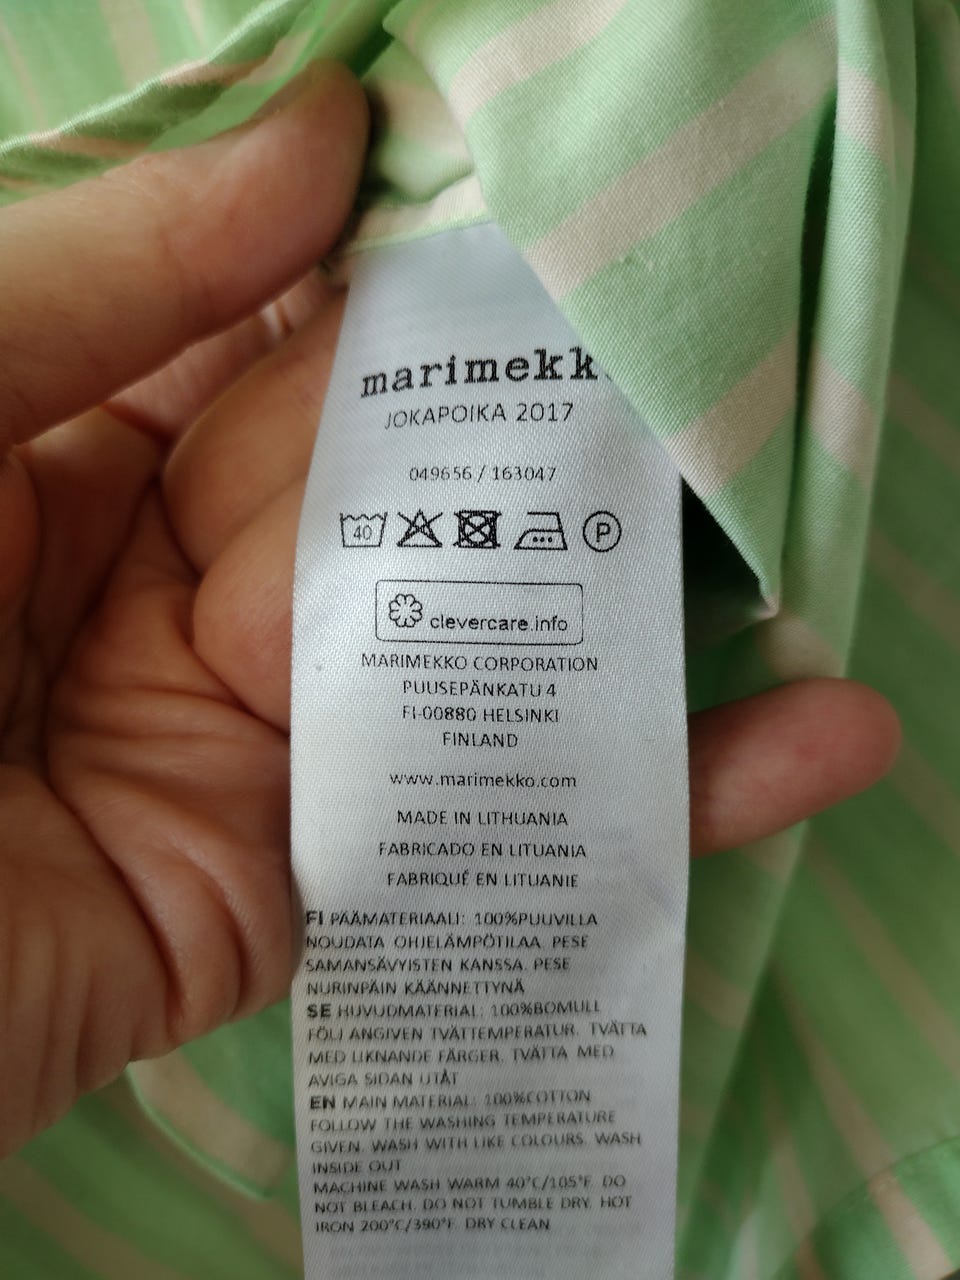 marimekk
JOKAPOIKA 2017
049656 / 163047
40 P
clevercare.info
MARIMEKKO CORPORATION
PUUSEPÄNKATU 4
FI-00880 HELSINKI
FINLAND
www.marimekko.com
MADE IN LITHUANIA
FABRICADO EN LITUANIA
FABRIQUÉ EN LITUANIE
FI PÄÄMATERIAALI: 100%PUUVILLA
NOUDATA OHJELÄMPÖTILAA. PESE
SAMANSÄVYISTEN KANSSA. PESE
NURINPÄIN KÄÄNNETTYNÄ
SE HUVUDMATERIAL: 100%BOMULL
FÖLJ ANGIVEN TVÄTTEMPERATUR. TVÄTTA
MED LIKNANDE FÄRGER. TVÄTTA MED
AVIGA SIDAN UTÅT
EN MAIN MATERIAL: 100%COTTON
FOLLOW THE WASHING TEMPERATURE
GIVEN. WASH WITH LIKE COLOURS. WASH
INSIDE OUT
MACHINE WASH WARM 40°C/105°F. DO
NOT BLEACH. DO NOT TUMBLE DRY. HOT
IRON 200°C/390°F. DRY CLEAN